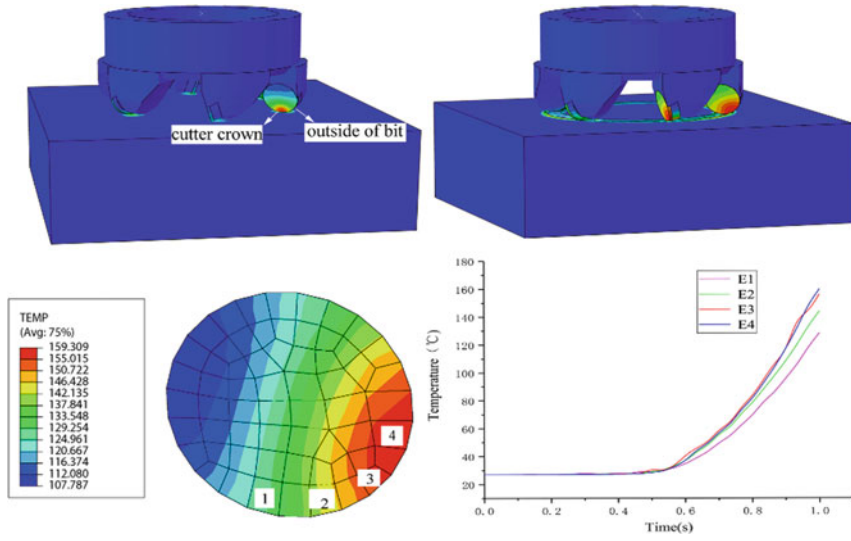 cutter crown
outside of bit
TEMP
(Avg: 75%)
159.309
155.015
150.722
146.428
142.135
137.841
133.548
129.254
124.961
120.667
116.374
112.080
107.787
1
2
3
4
180
160
140
120
100
80
60
40
20
Temperature (℃)
E1
E2
E3
E4
0.0 0.2 0.4 0.6 0.8 1.0
Time(s)